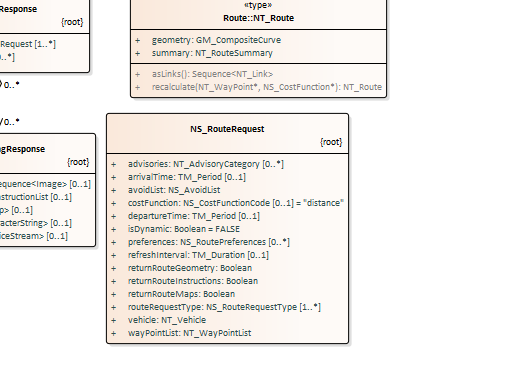 Response
{root}
Request [1..*]
..*]
0..*
0..*
gResponse
{root}
equence<Image> [0..1]
structionList [0..1]
p> [0..1]
racterString> [0..1]
iceStream> [0..1]
«type»
Route::NT_Route
+ geometry: GM_CompositeCurve
+ summary: NT_RouteSummary
+ asLinks(): Sequence<NT_Link>
+ recalculate(NT_WayPoint*, NS_CostFunction*): NT_Route
NS_RouteRequest
{root}
+ advisories: NT_AdvisoryCategory [0..*]
+ arrivalTime: TM_Period [0..1]
+ avoidList: NS_AvoidList
+ costFunction: NS_CostFunctionCode [0..1] = "distance"
+ departureTime: TM_Period [0..1]
+ isDynamic: Boolean = FALSE
+ preferences: NS_RoutePreferences [0..*]
+ refreshInterval: TM_Duration [0..1]
+ returnRouteGeometry: Boolean
+ returnRouteInstructions: Boolean
+ returnRouteMaps: Boolean
+ routeRequestType: NS_RouteRequestType [1..*]
+ vehicle: NT_Vehicle
+ wayPointList: NT_WayPointList